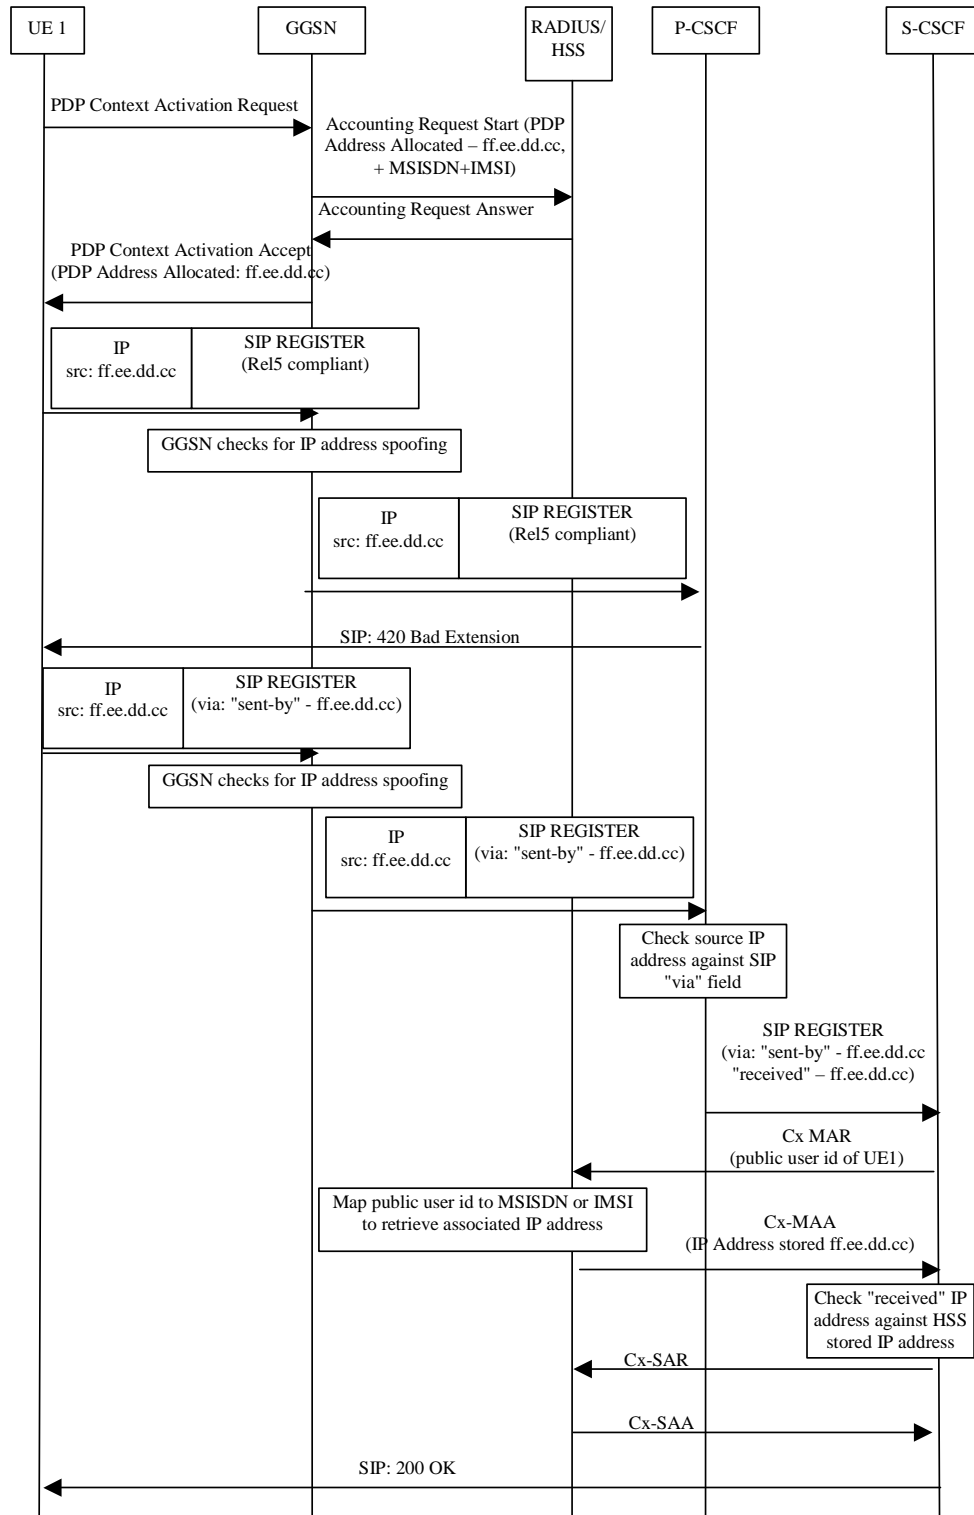 UE 1
GGSN
RADIUS/
HSS
P-CSCF
S-CSCF
PDP Context Activation Request
Accounting Request Start (PDP
Address Allocated – ff.ee.dd.cc,
+ MSISDN+IMSI)
Accounting Request Answer
PDP Context Activation Accept
(PDP Address Allocated: ff.ee.dd.cc)
IP
src: ff.ee.dd.cc
SIP REGISTER
(Rel5 compliant)
GGSN checks for IP address spoofing
IP
src: ff.ee.dd.cc
SIP REGISTER
(Rel5 compliant)
SIP: 420 Bad Extension
IP
src: ff.ee.dd.cc
SIP REGISTER
(via: "sent-by" - ff.ee.dd.cc)
GGSN checks for IP address spoofing
IP
src: ff.ee.dd.cc
SIP REGISTER
(via: "sent-by" - ff.ee.dd.cc)
Check source IP
address against SIP
"via" field
SIP REGISTER
(via: "sent-by" - ff.ee.dd.cc
"received" – ff.ee.dd.cc)
Cx MAR
(public user id of UE1)
Map public user id to MSISDN or IMSI
to retrieve associated IP address
Cx-MAA
(IP Address stored ff.ee.dd.cc)
Check "received" IP
address against HSS
stored IP address
Cx-SAR
Cx-SAA
SIP: 200 OK